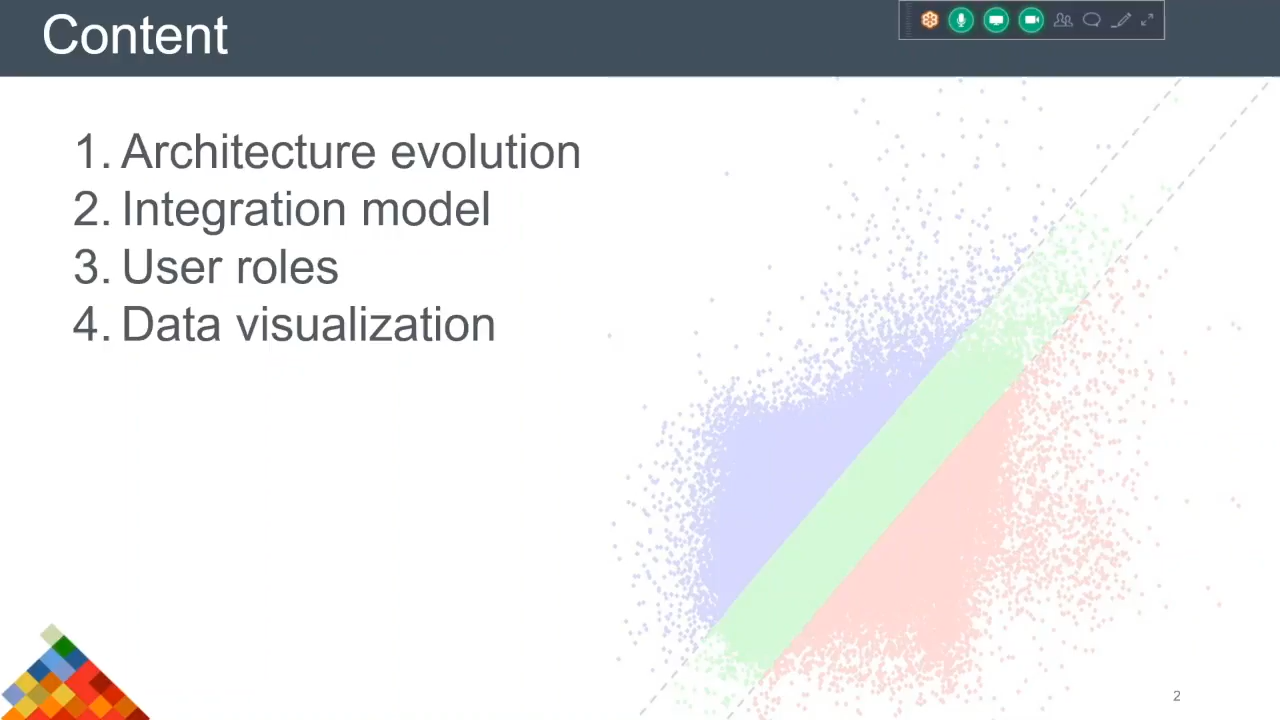 Content
1. Architecture evolution
2. Integration model
3. User roles
4. Data visualization
2